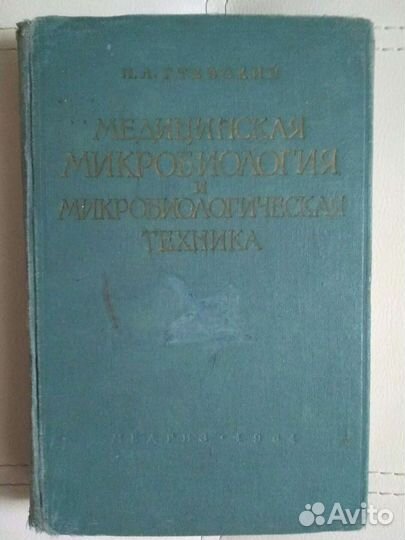 МЕДИЦИНСКАЯ
МИКРОБИОЛОГИЯ
И
МИКРОБИОЛОГИЧЕСКАЯ
ТЕХНИКА
МЕДГИЗ
Avito